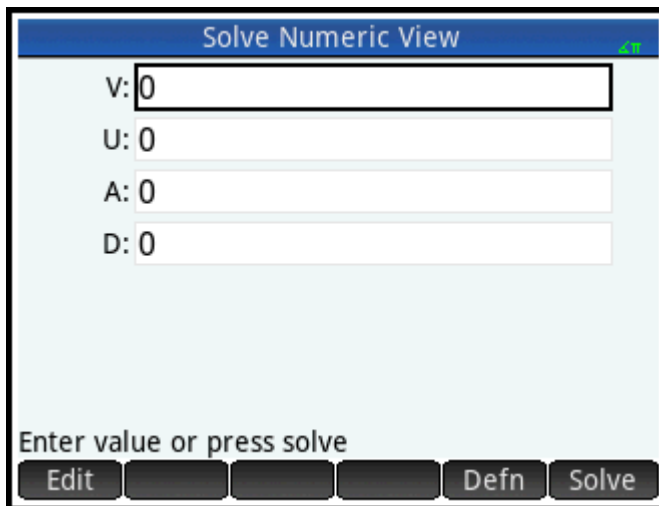 Solve Numeric View
∡π
V: 0
U: 0
A: 0
D: 0
Enter value or press solve
Edit Defn Solve